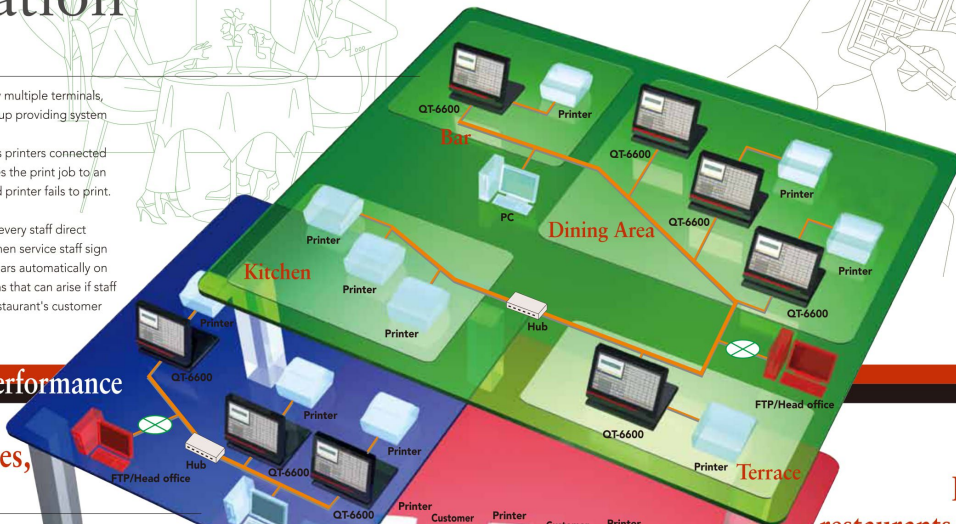 ation
multiple terminals,
up providing system
s printers connected
es the print job to an
d printer fails to print.
every staff direct
hen service staff sign
ars automatically on
s that can arise if staff
estaurant's customer
erformance
es,
QT-6600
Printer
Bar
PC
QT-6600
QT-6600
Printer
Printer
QT-6600
Dining Area
Kitchen
Printer
Printer
Printer
Hub
FTP/Head office
QT-6600
Printer
Terrace
Printer
QT-6600
Printer
Printer
QT-6600
QT-6600
Hub
FTP/Head office
Printer
Customer
Printer
Customer
Printer
restaurants